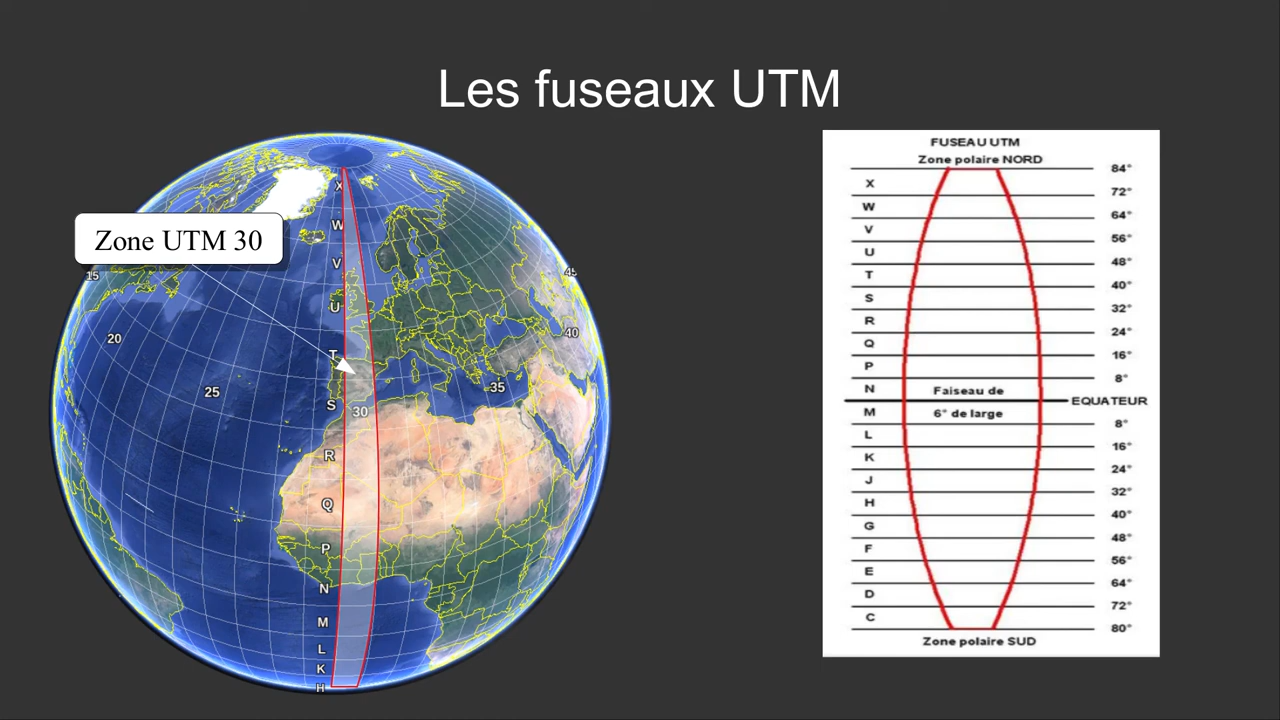 Les fuseaux UTM
Zone UTM 30
X
W
V
U
T
S
R
Q
P
N
M
L
K
H
15
20
25
30
35
40
45
FUSEAU UTM
Zone polaire NORD
84°
X
72°
W
64°
V
56°
U
48°
T
40°
S
32°
R
24°
Q
16°
P
8°
N
Faiseau de
EQUATEUR
M
6° de large
8°
L
16°
K
24°
J
32°
H
40°
G
48°
F
56°
E
64°
D
72°
C
80°
Zone polaire SUD